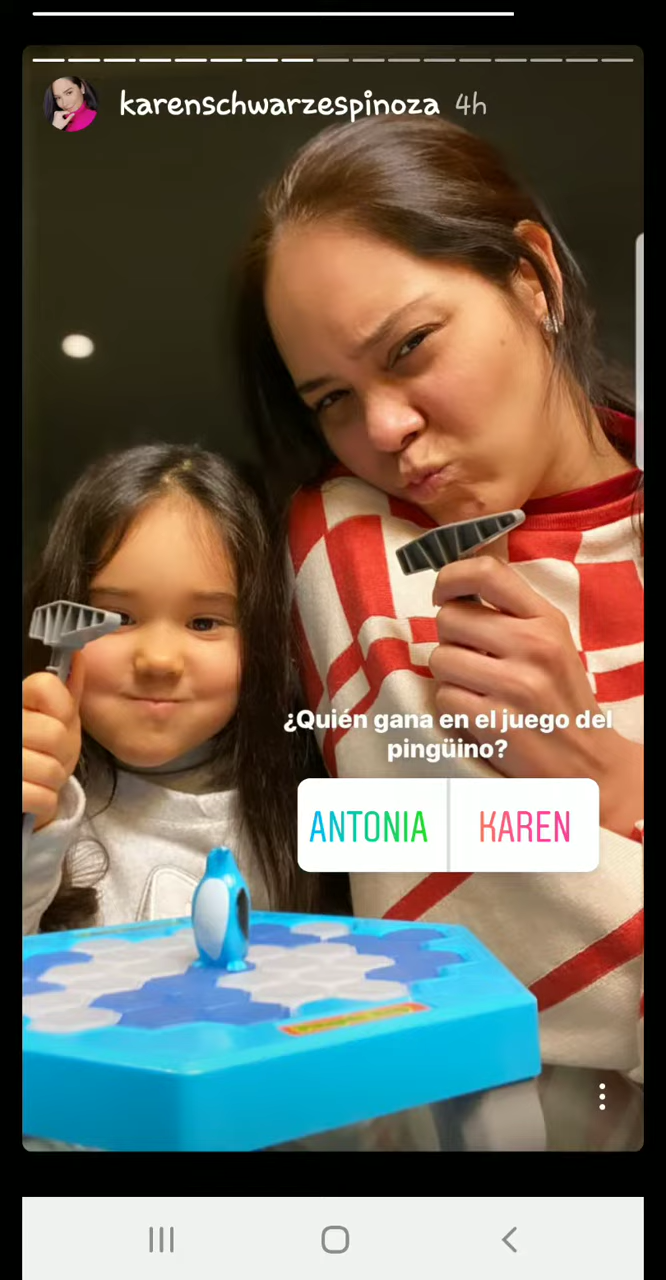 karenschwarzespinoza 4h
¿Quién gana en el juego del
pingüino?
ANTONIA KAREN